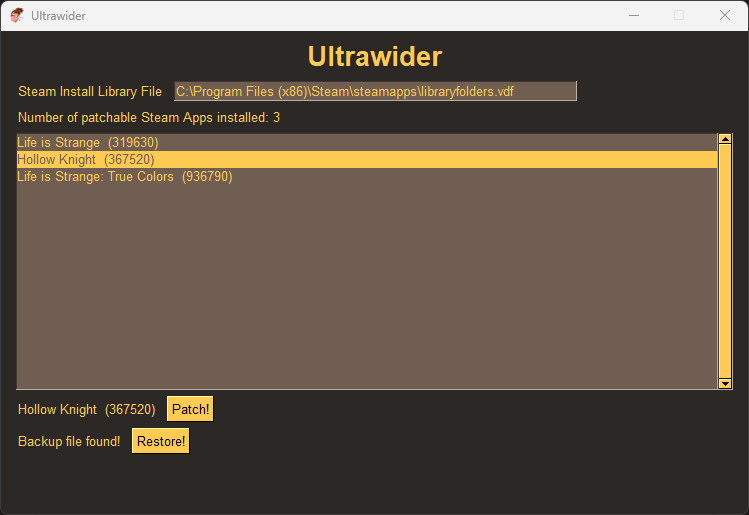 Ultrawider
Ultrawider
Steam Install Library File C:\Program Files (x86)\Steam\steamapps\libraryfolders.vdf
Number of patchable Steam Apps installed: 3
Life is Strange (319630)
Hollow Knight (367520)
Life is Strange: True Colors (936790)
Hollow Knight (367520) Patch!
Backup file found! Restore!